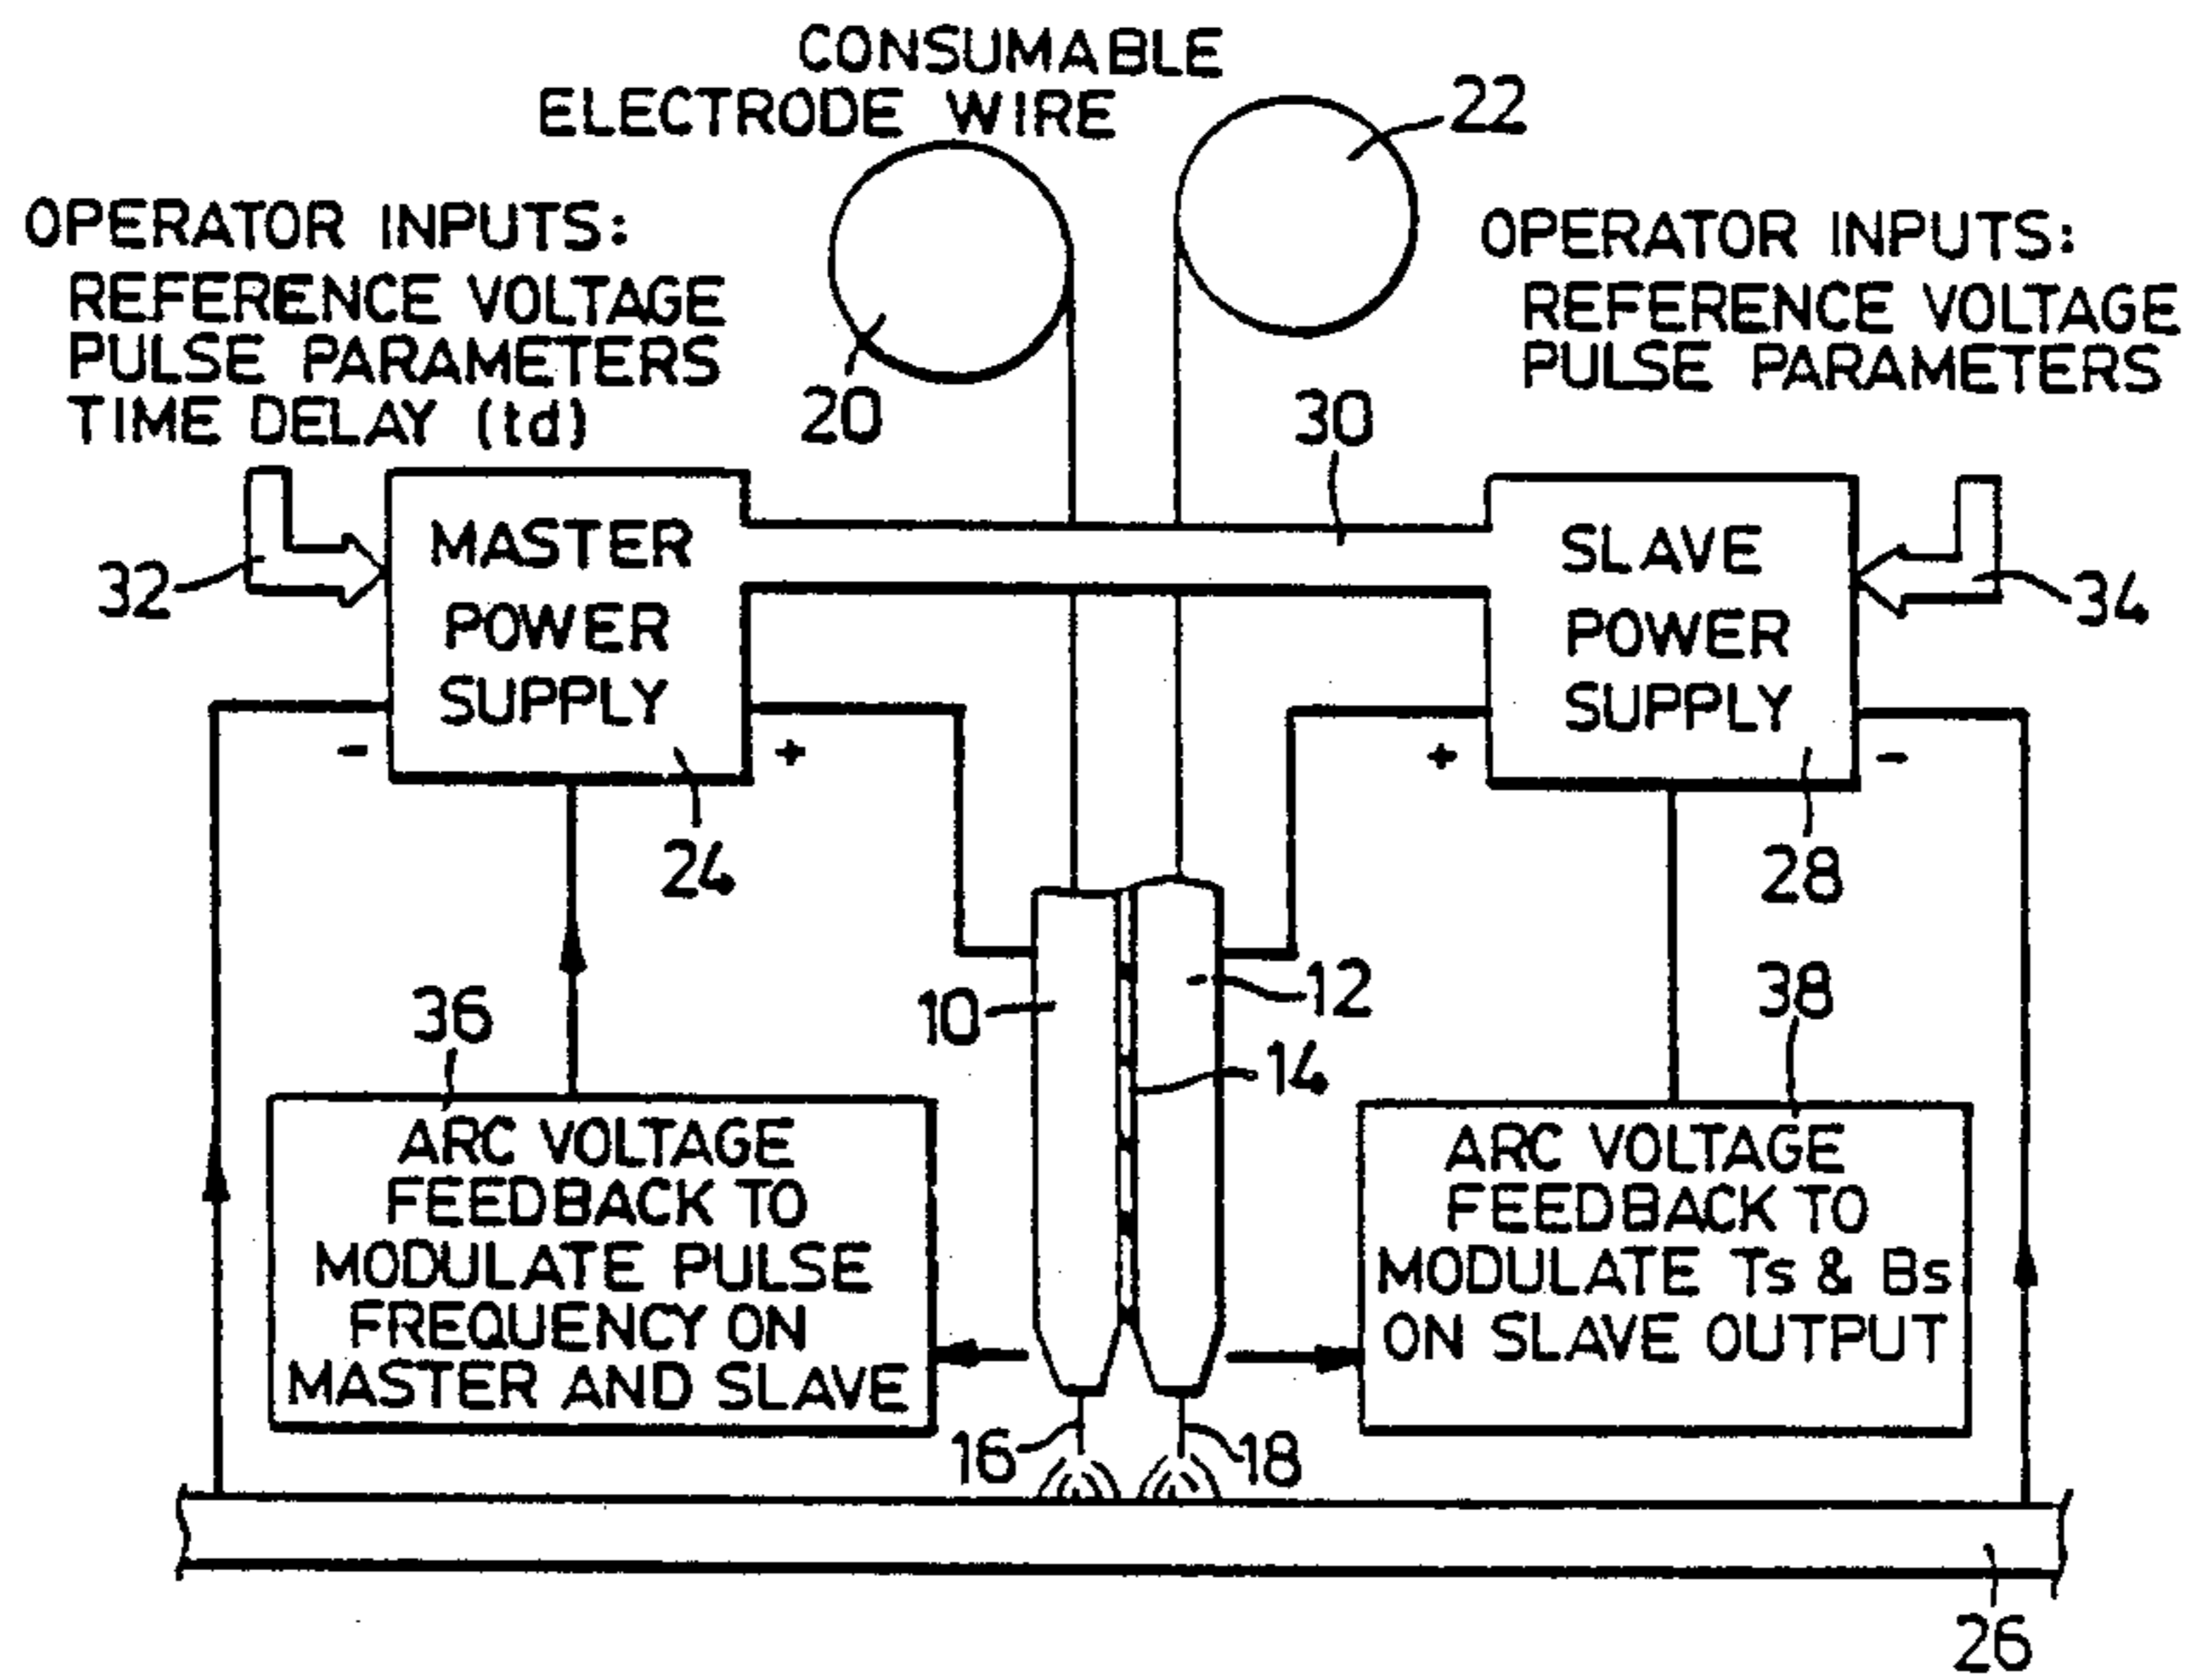 CONSUMABLE
ELECTRODE WIRE
22
OPERATOR INPUTS:
REFERENCE VOLTAGE
PULSE PARAMETERS
TIME DELAY (td)
OPERATOR INPUTS:
REFERENCE VOLTAGE
PULSE PARAMETERS
20
30
32
MASTER
POWER
SUPPLY
-
+
SLAVE
POWER
SUPPLY
+
-
34
24
28
10
12
14
36
ARC VOLTAGE
FEEDBACK TO
MODULATE PULSE
FREQUENCY ON
MASTER AND SLAVE
38
ARC VOLTAGE
FEEDBACK TO
MODULATE Ts & Bs
ON SLAVE OUTPUT
16
18
26